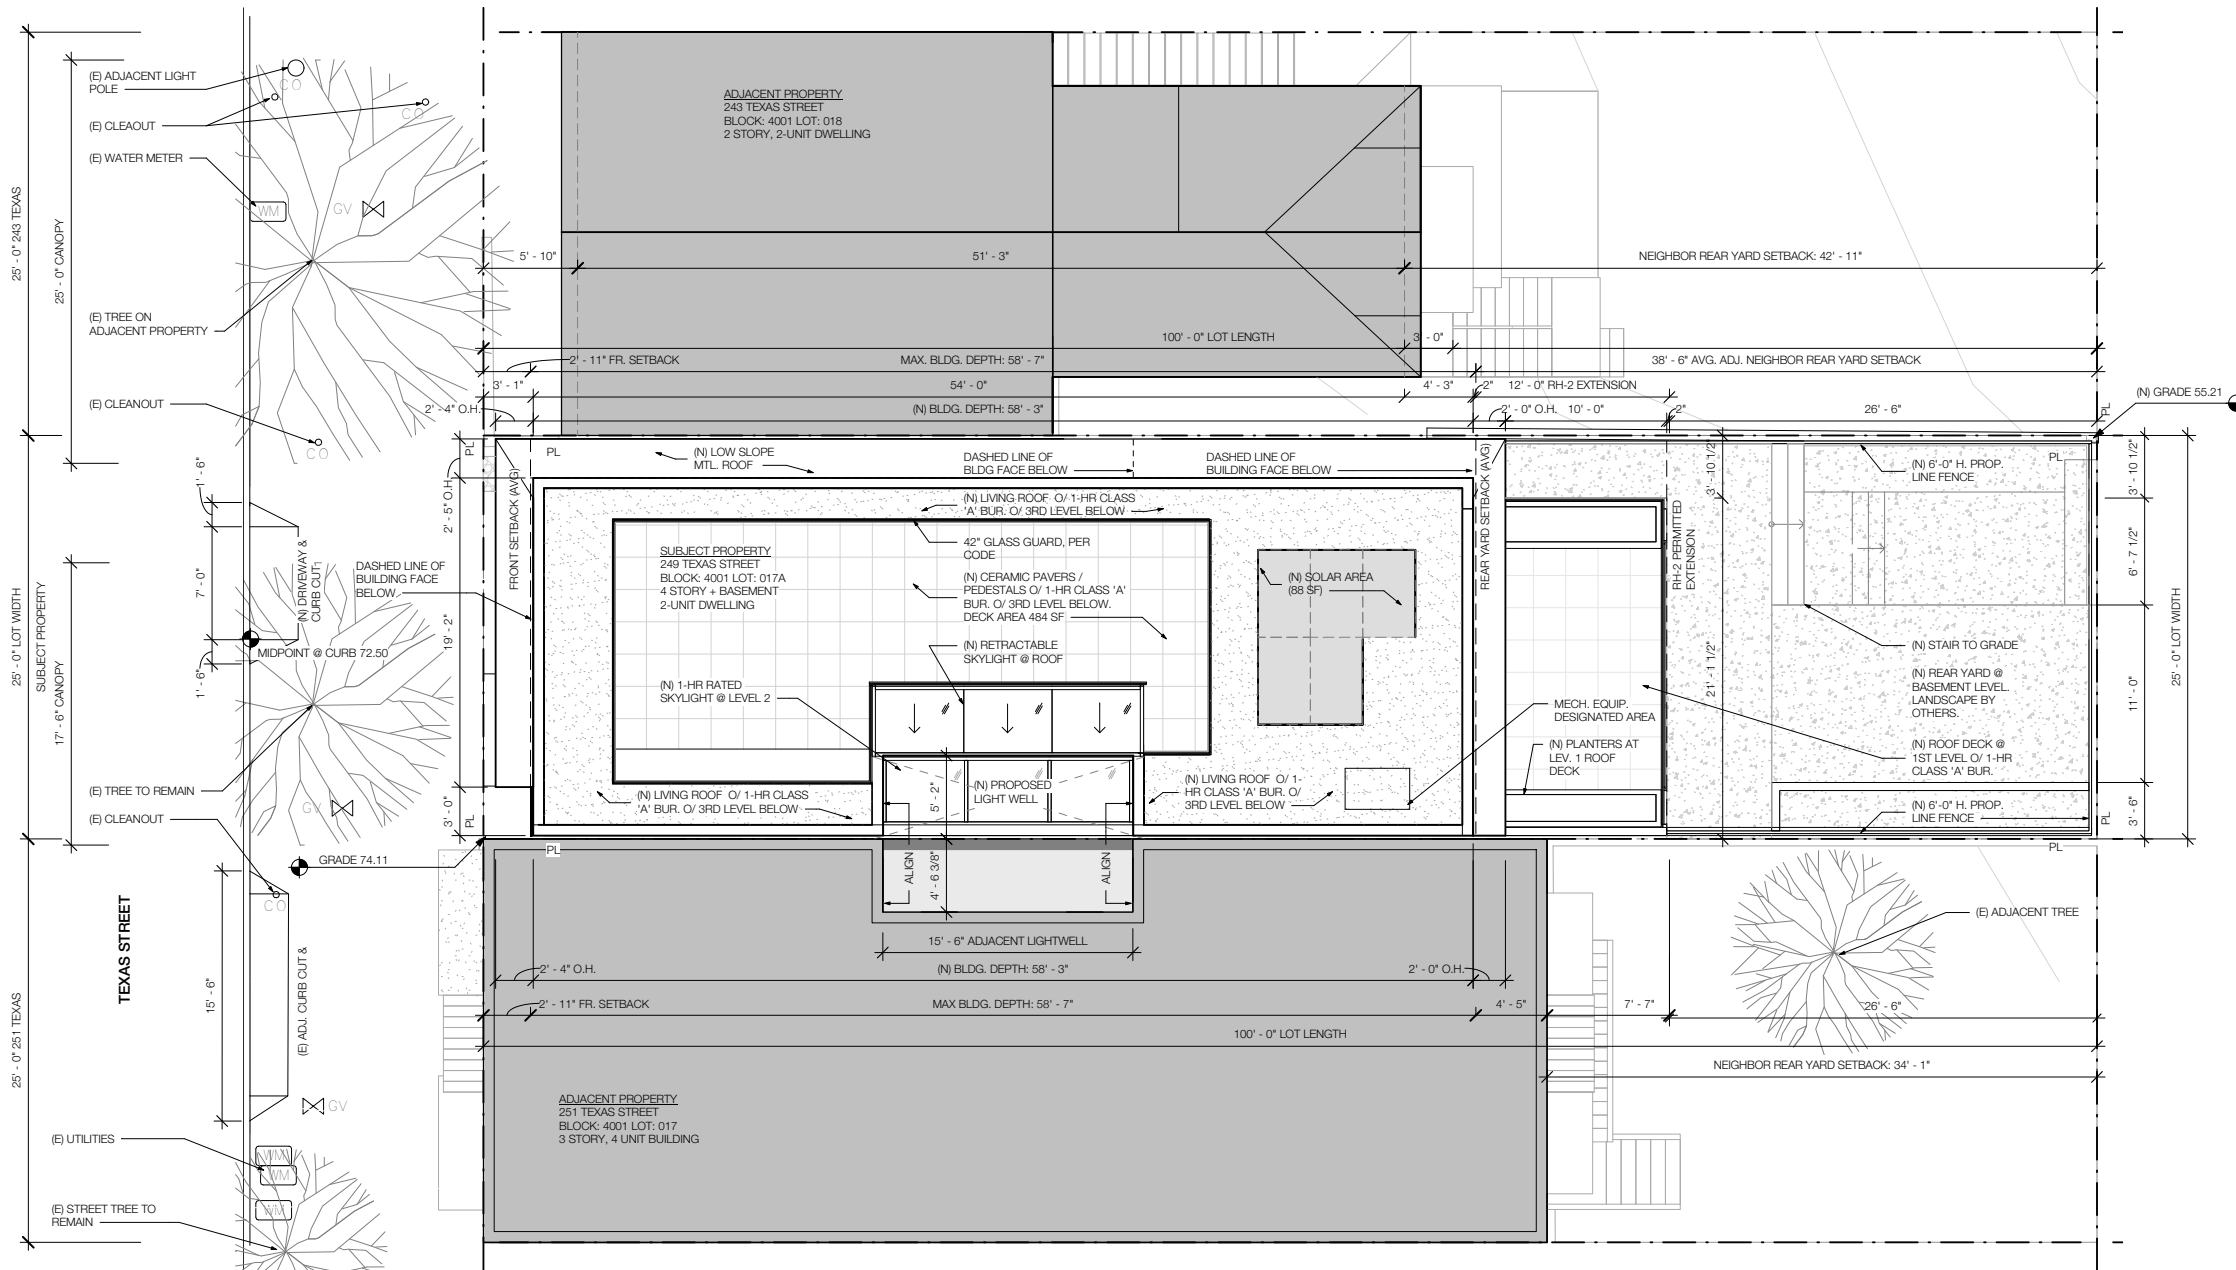 (E) ADJACENT LIGHT
POLE
CO
(E) CLEAOUT
CO
(E) WATER METER
WM
GV
25' - 0" 243 TEXAS
25' - 0" CANOPY
(E) TREE ON
ADJACENT PROPERTY
(E) CLEANOUT
CO
ADJACENT PROPERTY
243 TEXAS STREET
BLOCK: 4001 LOT: 018
2 STORY, 2-UNIT DWELLING
5' - 10"
51' - 3"
NEIGHBOR REAR YARD SETBACK: 42' - 11"
100' - 0" LOT LENGTH
3' - 0"
2' - 11" FR. SETBACK
MAX. BLDG. DEPTH: 58' - 7"
38' - 6" AVG. ADJ. NEIGHBOR REAR YARD SETBACK
3' - 1"
54' - 0"
4' - 3"
2"
12' - 0" RH-2 EXTENSION
2' - 4" O.H.
(N) BLDG. DEPTH: 58' - 3"
2' - 0" O.H.
10' - 0"
2"
26' - 6"
(N) GRADE 55.21
PL
PL
PL
(N) LOW SLOPE
MTL. ROOF
DASHED LINE OF
BLDG FACE BELOW
DASHED LINE OF
BUILDING FACE BELOW
PL
(N) 6'-0" H. PROP.
LINE FENCE
1' - 6"
7' - 0"
1' - 6"
(N) DRIVEWAY &
CURB CUT
2' - 5" O.H.
19' - 2"
3' - 0"
PL
FRONT SETBACK (AVG)
REAR YARD SETBACK (AVG)
RH-2 PERMITTED
EXTENSION
3' - 10 1/2"
21' - 1 1/2"
3' - 10 1/2"
6' - 7 1/2"
11' - 0"
3' - 6"
25' - 0" LOT WIDTH
(N) LIVING ROOF O/ 1-HR CLASS
'A' BUR. O/ 3RD LEVEL BELOW
42" GLASS GUARD, PER
CODE
SUBJECT PROPERTY
249 TEXAS STREET
BLOCK: 4001 LOT: 017A
4 STORY + BASEMENT
2-UNIT DWELLING
(N) CERAMIC PAVERS /
PEDESTALS O/ 1-HR CLASS 'A'
BUR. O/ 3RD LEVEL BELOW.
DECK AREA 484 SF
(N) SOLAR AREA
(88 SF)
DASHED LINE OF
BUILDING FACE
BELOW
25' - 0" LOT WIDTH
SUBJECT PROPERTY
17' - 6" CANOPY
MIDPOINT @ CURB 72.50
(N) RETRACTABLE
SKYLIGHT @ ROOF
(N) 1-HR RATED
SKYLIGHT @ LEVEL 2
(N) STAIR TO GRADE
(N) REAR YARD @
BASEMENT LEVEL.
LANDSCAPE BY
OTHERS.
MECH. EQUIP.
DESIGNATED AREA
(N) PLANTERS AT
LEV. 1 ROOF
DECK
(N) ROOF DECK @
1ST LEVEL O/ 1-HR
CLASS 'A' BUR.
(N) PROPOSED
LIGHT WELL
5' - 2"
(N) LIVING ROOF O/ 1-HR CLASS
'A' BUR. O/ 3RD LEVEL BELOW
(N) LIVING ROOF O/ 1-
HR CLASS 'A' BUR. O/
3RD LEVEL BELOW
(N) 6'-0" H. PROP.
LINE FENCE
PL
(E) TREE TO REMAIN
GV
(E) CLEANOUT
GRADE 74.11
PL
PL
ALIGN
4' - 6 3/8"
ALIGN
CO
TEXAS STREET
15' - 6"
(E) ADJ. CURB CUT &
25' - 0" 251 TEXAS
15' - 6" ADJACENT LIGHTWELL
(E) ADJACENT TREE
2' - 4" O.H.
(N) BLDG. DEPTH: 58' - 3"
2' - 0" O.H.
2' - 11" FR. SETBACK
MAX BLDG. DEPTH: 58' - 7"
4' - 5"
7' - 7"
26' - 6"
100' - 0" LOT LENGTH
NEIGHBOR REAR YARD SETBACK: 34' - 1"
ADJACENT PROPERTY
251 TEXAS STREET
BLOCK: 4001 LOT: 017
3 STORY, 4 UNIT BUILDING
GV
(E) UTILITIES
WM
WM
WM
(E) STREET TREE TO
REMAIN